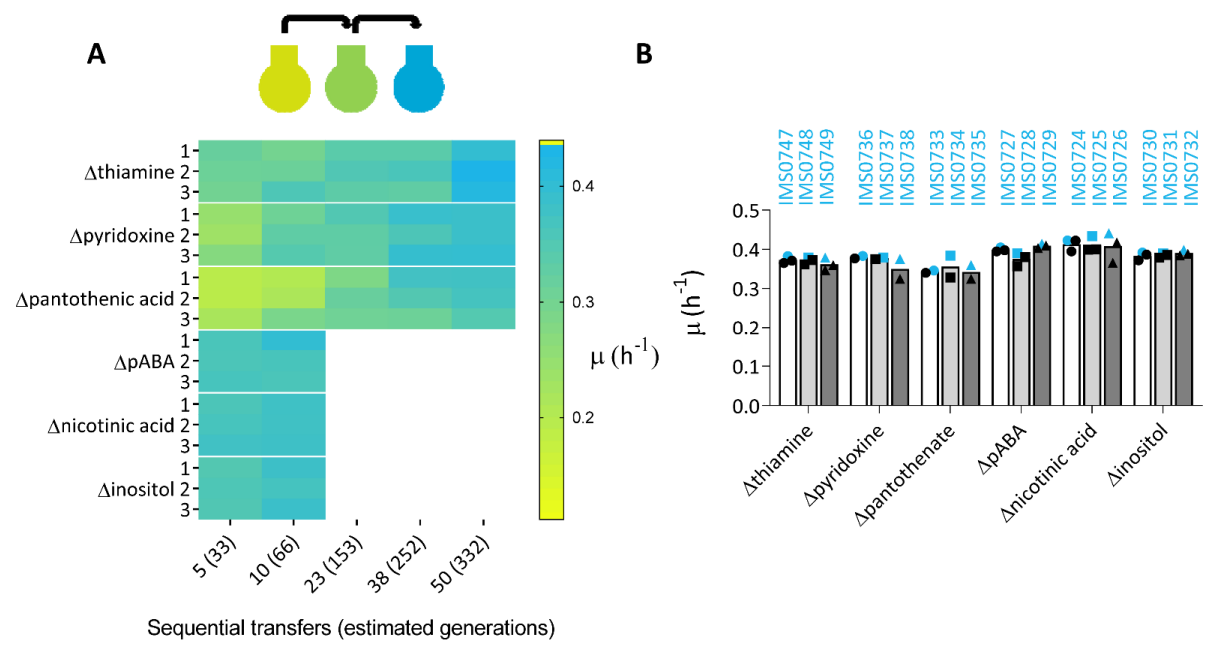 A
Δthiamine
1
2
3
Δpyridoxine
1
2
3
Δpantothenic acid
1
2
3
ΔpABA
1
2
3
Δnicotinic acid
1
2
3
Δinositol
1
2
3
5 (33)
10 (66)
23 (153)
38 (252)
50 (332)
Sequential transfers (estimated generations)
0.4
0.3
0.2
μ (h⁻¹)
B
IMS0747
IMS0748
IMS0749
IMS0736
IMS0737
IMS0738
IMS0733
IMS0734
IMS0735
IMS0727
IMS0728
IMS0729
IMS0724
IMS0725
IMS0726
IMS0730
IMS0731
IMS0732
μ (h⁻¹)
0.5
0.4
0.3
0.2
0.1
0.0
Δthiamine
Δpyridoxine
Δpantothenate
ΔpABA
Δnicotinic acid
Δinositol